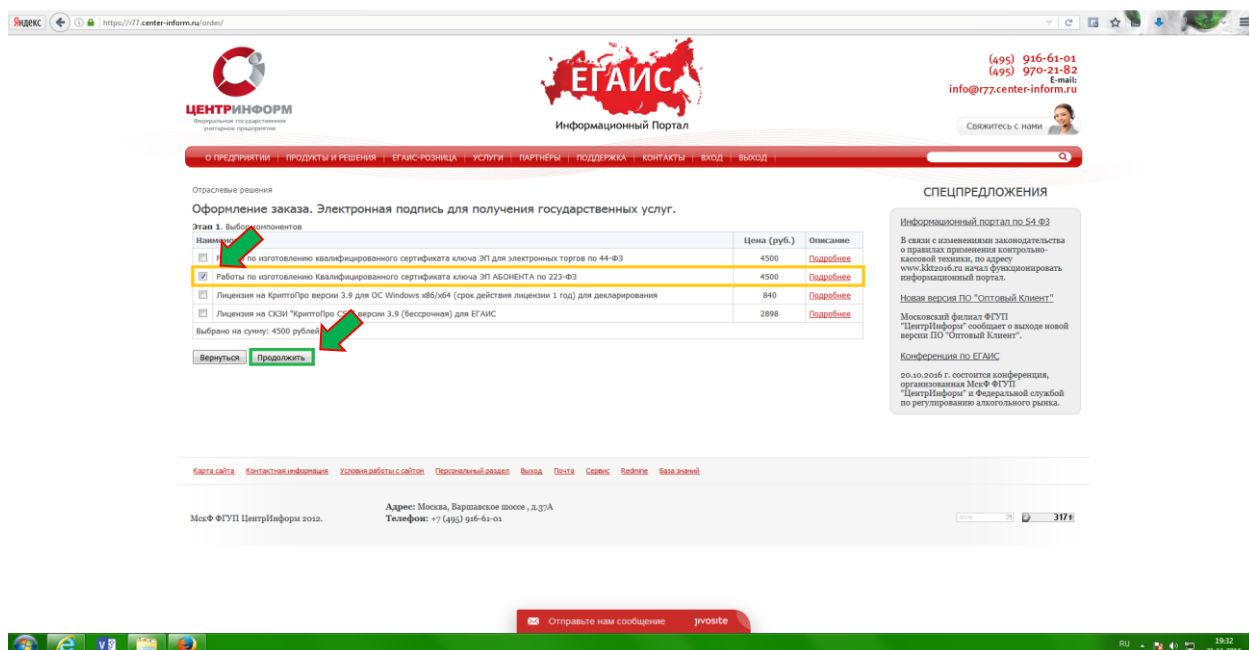 Яндекс
https://r77.center-inform.ru/order/
ЦЕНТРИНФОРМ
Федеральное государственное
унитарное предприятие
ЕГАИС
Информационный Портал
(495) 916-61-01
(495) 970-21-82
E-mail:
info@r77.center-inform.ru
Свяжитесь с нами
О ПРЕДПРИЯТИИ | ПРОДУКТЫ И РЕШЕНИЯ | ЕГАИС-РОЗНИЦА | УСЛУГИ | ПАРТНЁРЫ | ПОДДЕРЖКА | КОНТАКТЫ | ВХОД | ВЫХОД |
Отраслевые решения
Оформление заказа. Электронная подпись для получения государственных услуг.
Этап 1. Выбор компонентов
Цена (руб.) Описание
по изготовлению квалифицированного сертификата ключа ЭП для электронных торгов по 44-ФЗ 4500 Подробнее
Работы по изготовлению Квалифицированного сертификата ключа ЭП АБОНЕНТА по 223-ФЗ 4500 Подробнее
Лицензия на КриптоПро версии 3.9 для ОС Windows x86/x64 (срок действия лицензии 1 год) для декларирования 840 Подробнее
Лицензия на СКЗИ "КриптоПро версии 3.9 (бессрочная) для ЕГАИС 2898 Подробнее
Выбрано на сумму: 4500 рублей
Вернуться Продолжить
СПЕЦПРЕДЛОЖЕНИЯ
Информационный портал по 54 ФЗ
В связи с изменениями законодательства
о правилах применения контрольно-
кассовой техники, по адресу
www.kkt2016.ru начал функционировать
информационный портал.
Новая версия ПО "Оптовый Клиент"
Московский филиал ФГУП
"ЦентрИнформ" сообщает о выходе новой
версии ПО "Оптовый Клиент".
Конференция по ЕГАИС
20.10.2016 г. состоится конференция,
организованная МскФ ФГУП
"ЦентрИнформ" и Федеральной службой
по регулированию алкогольного рынка.
Карта сайта Контактная информация Условия работы с сайтом Персональный раздел Выход Почта Сервис Redmine База знаний
МскФ ФГУП ЦентрИнформ 2012.
Адрес: Москва, Варшавское шоссе , д.37А
Телефон: +7 (495) 916-61-01
317
Отправьте нам сообщение jivosite
RU
19:32